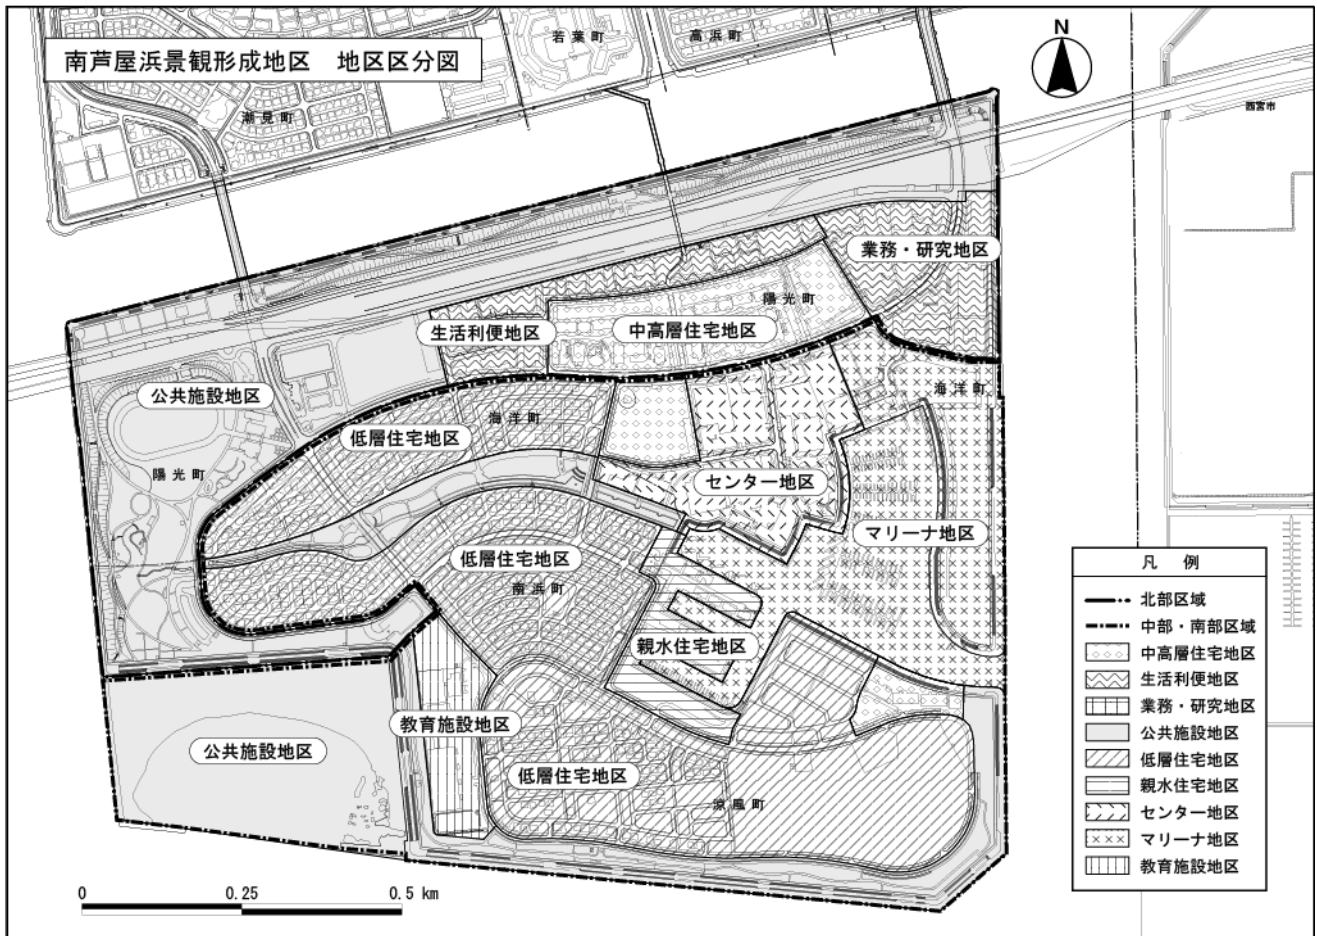 若葉町
高浜町
南芦屋浜景観形成地区　地区区分図
N
潮見町
西宮市
業務・研究地区
陽光町
生活利便地区
中高層住宅地区
公共施設地区
海洋町
海洋町
低層住宅地区
陽光町
センター地区
マリーナ地区
低層住宅地区
南浜町
親水住宅地区
教育施設地区
公共施設地区
低層住宅地区
涼風町
凡　例
北部区域
中部・南部区域
中高層住宅地区
生活利便地区
業務・研究地区
公共施設地区
低層住宅地区
親水住宅地区
センター地区
マリーナ地区
教育施設地区
0 0.25 0.5 km